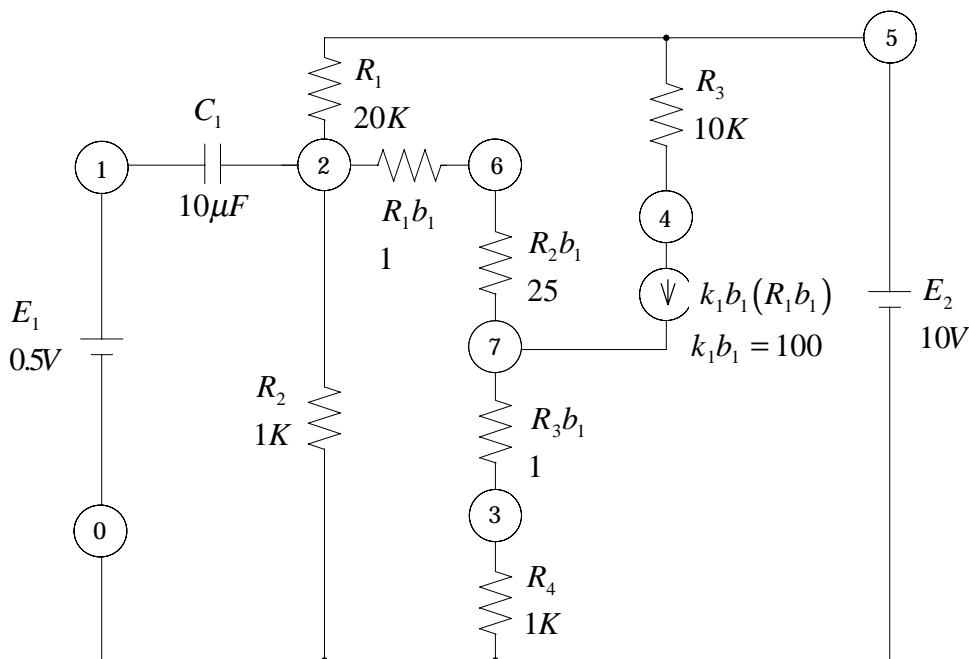 5
R₁
20K
R₃
10K
C₁
10μF
1
2
6
R₁b₁
1
4
R₂b₁
25
k₁b₁(R₁b₁)
k₁b₁ = 100
E₂
10V
E₁
0.5V
7
R₂
1K
R₃b₁
1
3
0
R₄
1K